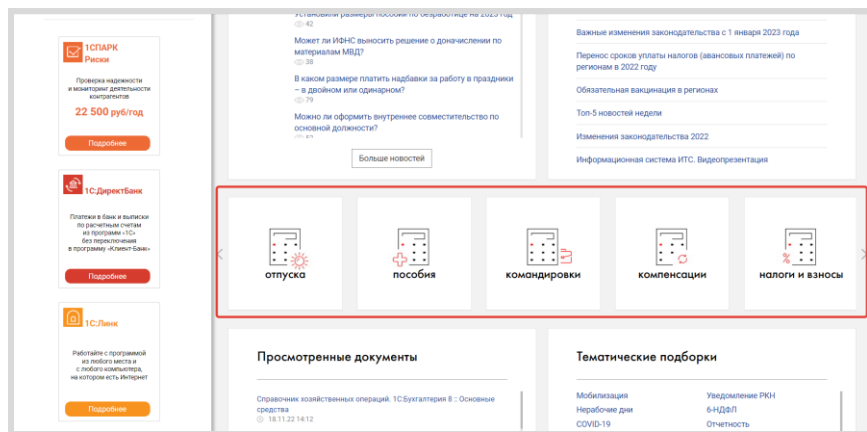 1СПАРК
Риски
Проверка надежности
и мониторинг деятельности
контрагентов
22 500 руб/год
Подробнее
1С:ДиректБанк
Платежи в банк и выписки
по расчетным счетам
из программ «1С»
без переключения
в программу «Клиент-Банк»
Подробнее
1С:Линк
Работайте с программой
из любого места и
с любого компьютера,
на котором есть Интернет
Подробнее
Установили размеры пособий по безработице на 2023 год
42
Может ли ИФНС выносить решение о доначислении по
материалам МВД?
38
В каком размере платить надбавки за работу в праздники
– в двойном или одинарном?
79
Можно ли оформить внутреннее совместительство по
основной должности?
Больше новостей
Важные изменения законодательства с 1 января 2023 года
Перенос сроков уплаты налогов (авансовых платежей) по
регионам в 2022 году
Обязательная вакцинация в регионах
Топ-5 новостей недели
Изменения законодательства 2022
Информационная система ИТС. Видеопрезентация
отпуска
пособия
командировки
компенсации
налоги и взносы
Просмотренные документы
Справочник хозяйственных операций. 1С:Бухгалтерия 8 :: Основные
средства
18.11.22 14:12
Тематические подборки
Мобилизация
Нерабочие дни
COVID-19
Уведомление РКН
6-НДФЛ
Отчетность